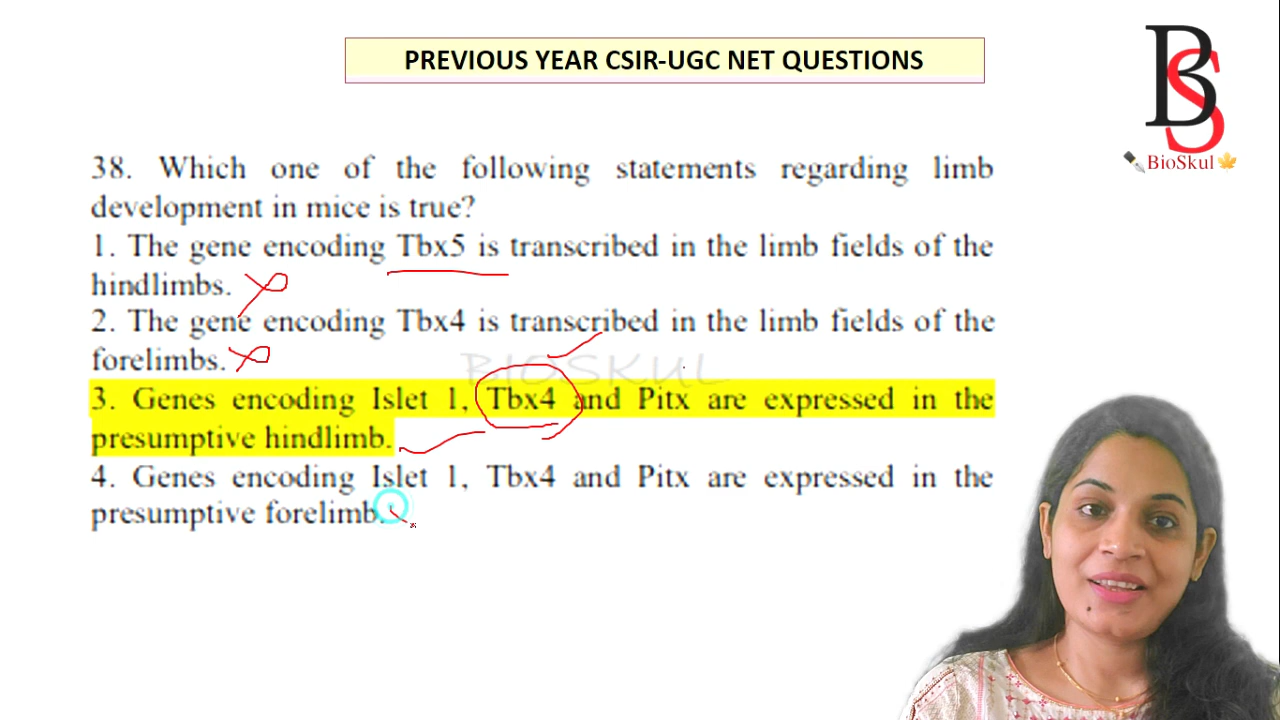 PREVIOUS YEAR CSIR-UGC NET QUESTIONS
BS
BioSkul
38. Which one of the following statements regarding limb
development in mice is true?
1. The gene encoding Tbx5 is transcribed in the limb fields of the
hindlimbs.
2. The gene encoding Tbx4 is transcribed in the limb fields of the
forelimbs.
BIOSKUL
3. Genes encoding Islet 1, Tbx4 and Pitx are expressed in the
presumptive hindlimb.
4. Genes encoding Islet 1, Tbx4 and Pitx are expressed in the
presumptive forelimb.